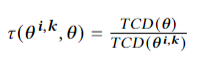 τ(θ^{i,k}, θ) = TCD(θ) / TCD(θ^{i,k})